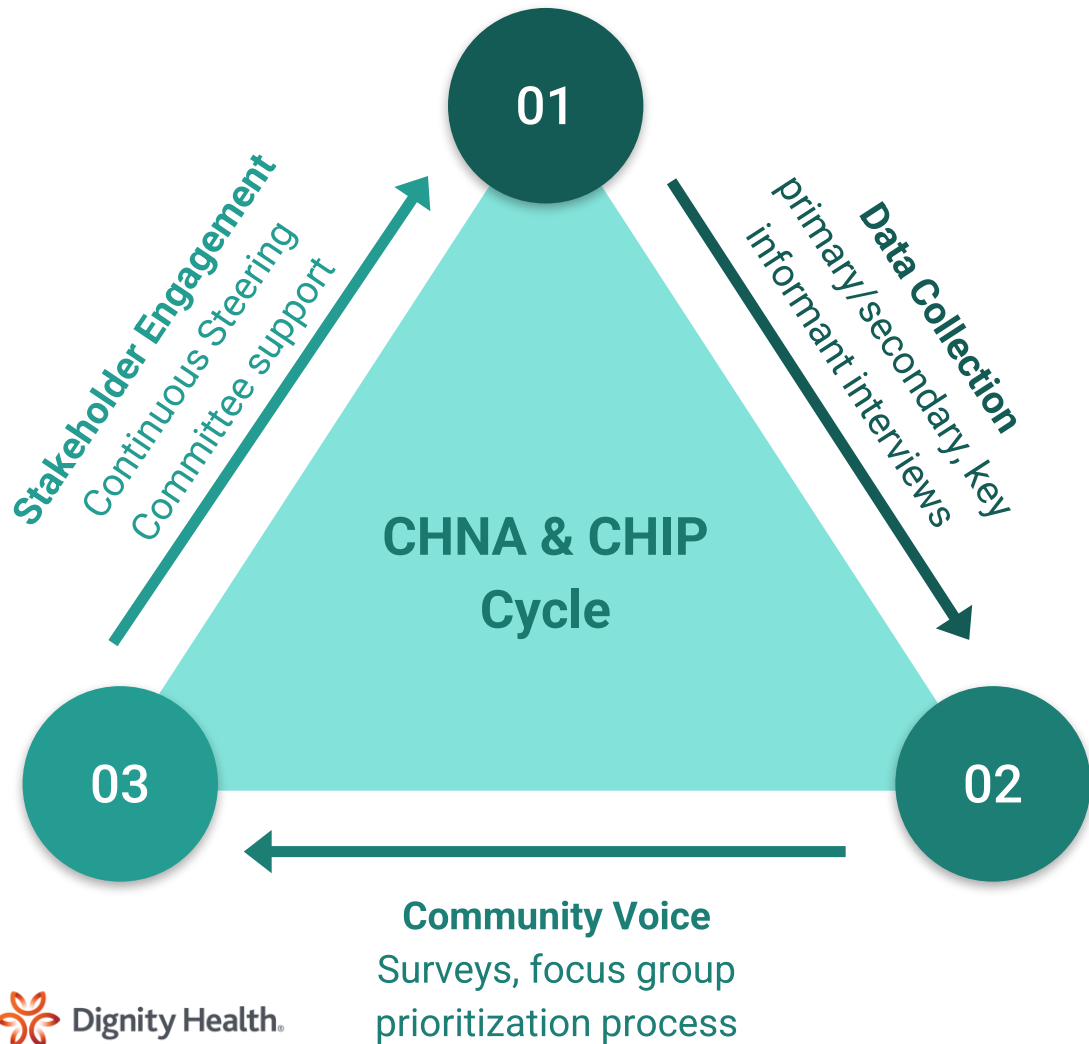 01
Stakeholder Engagement
Continuous Steering
Committee support
Data Collection
primary/secondary, key
informant interviews
CHNA & CHIP
Cycle
03
02
Community Voice
Surveys, focus group
prioritization process
Dignity Health®